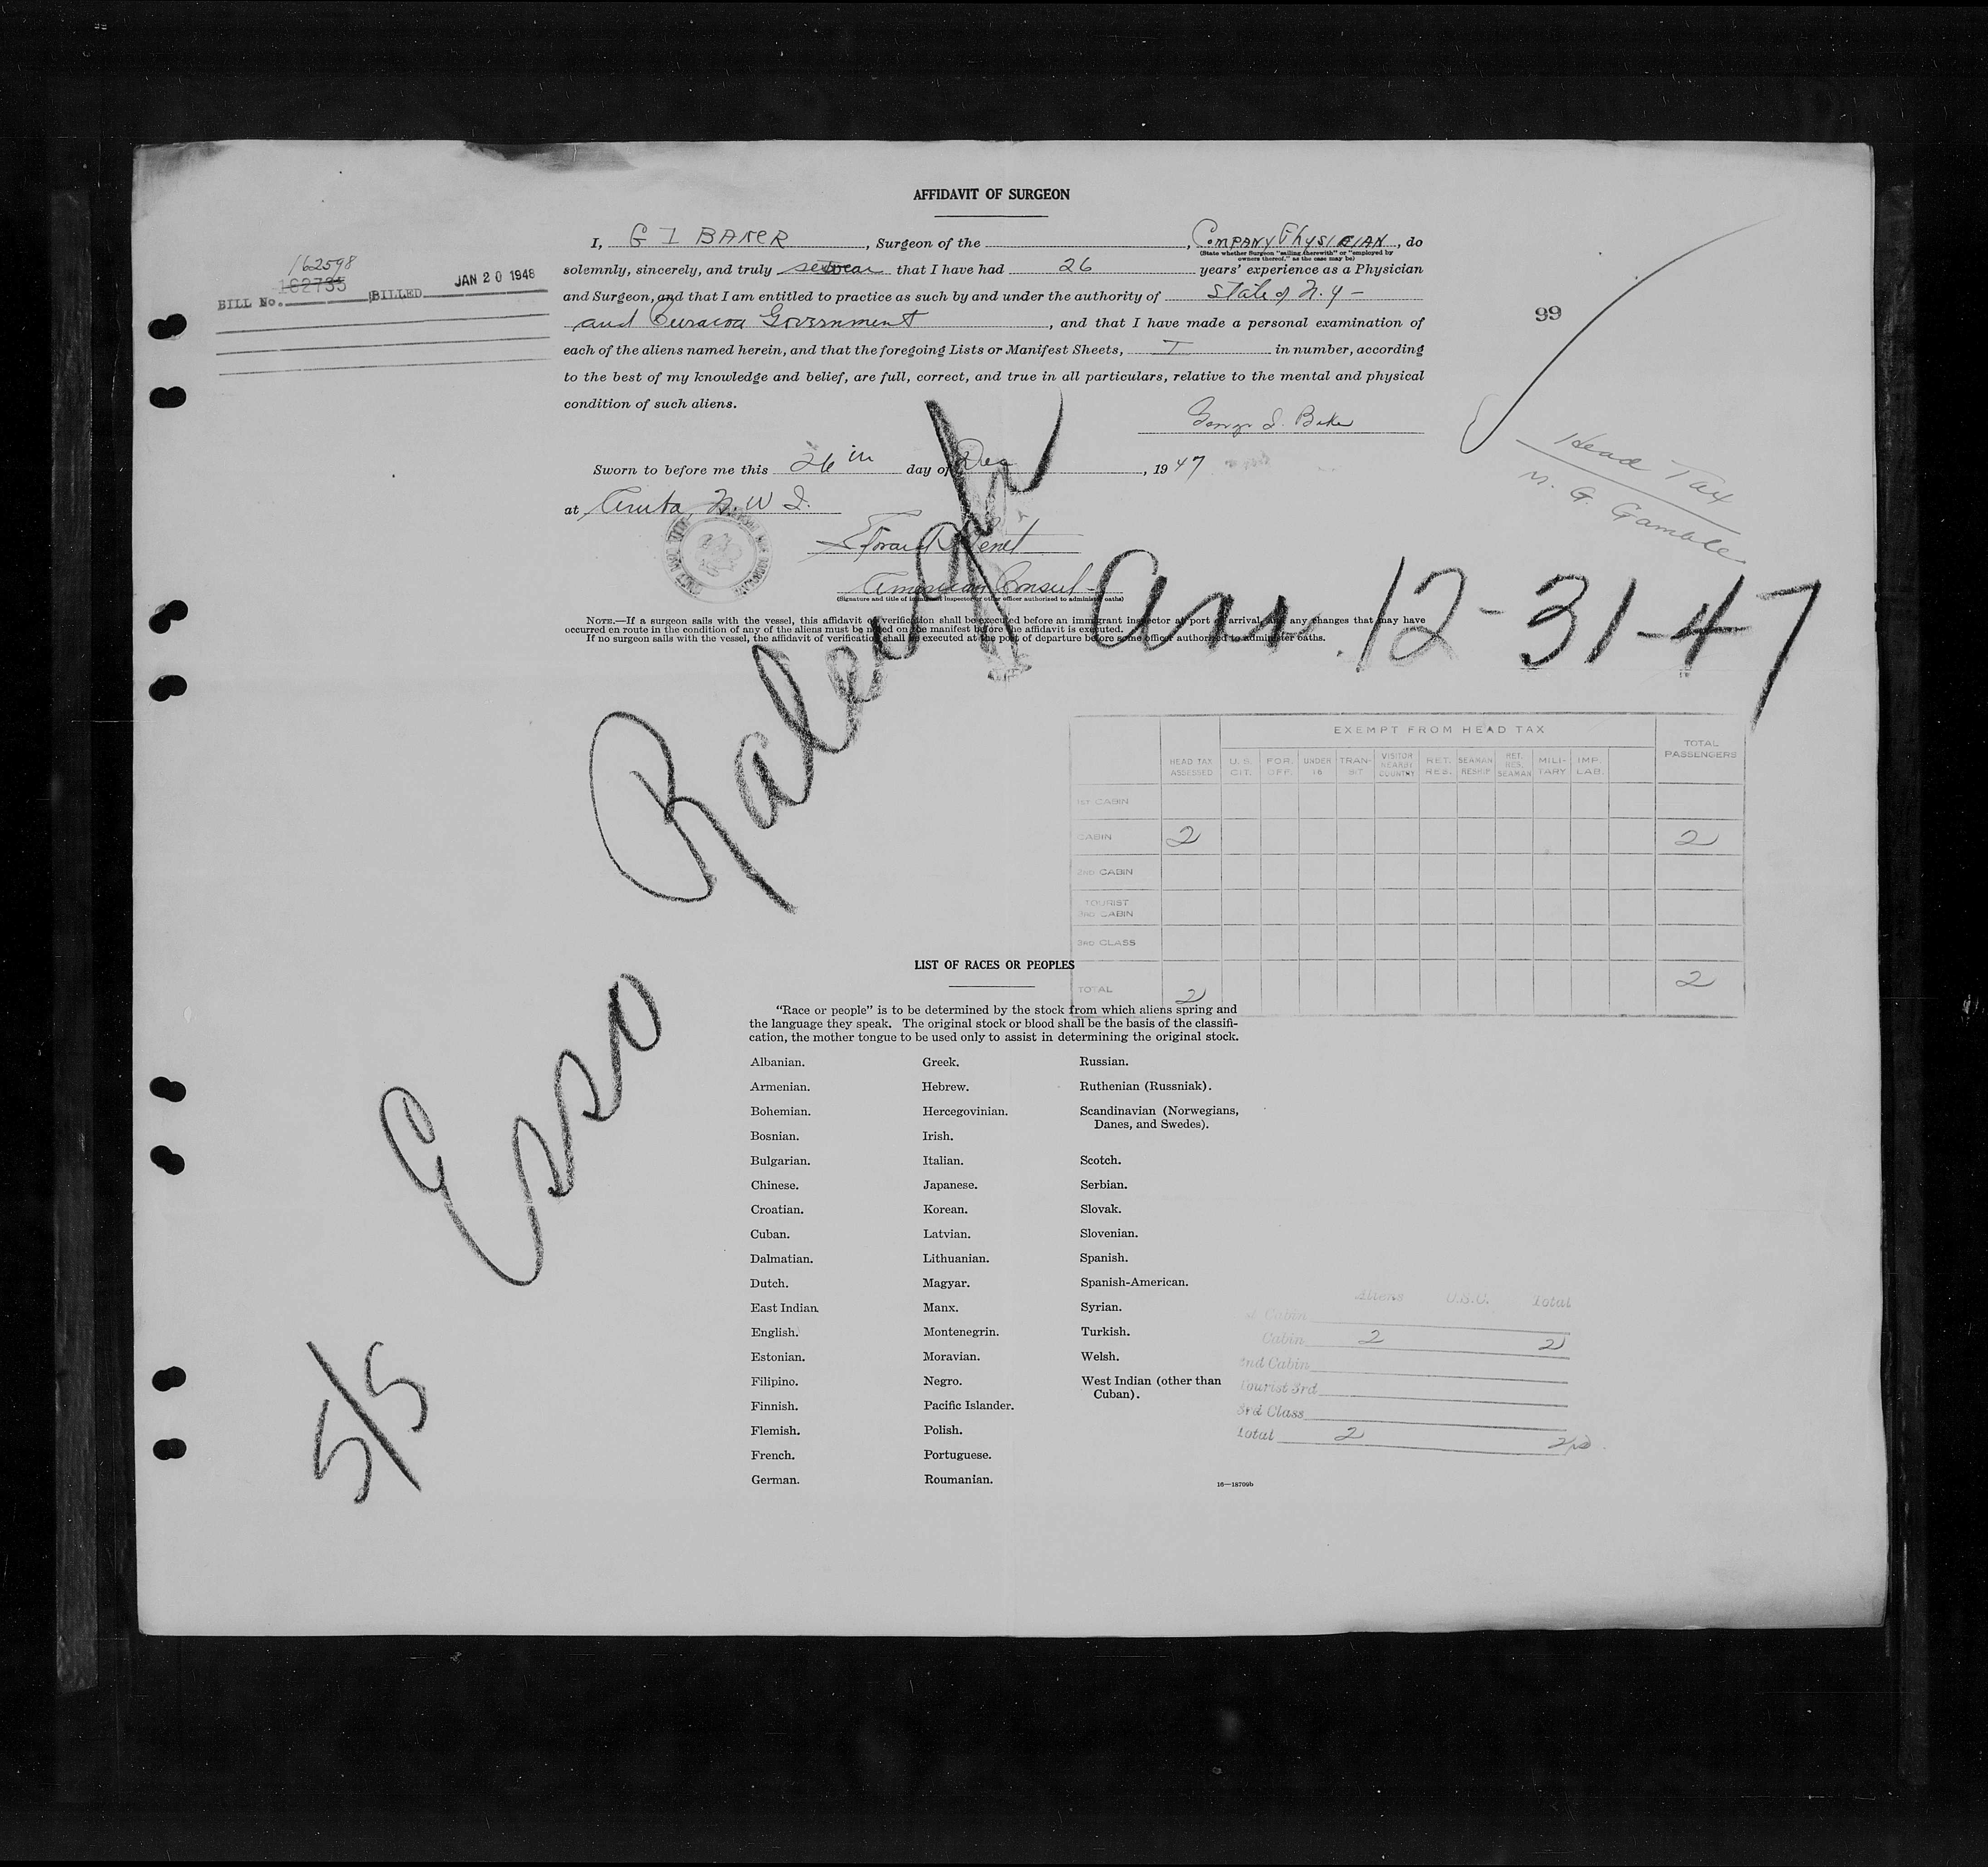 AFFIDAVIT OF SURGEON
I, G I BAKER, Surgeon of the , COMPANY PHYSICIAN, do
(State whether Surgeon "sailing therewith" or "employed by owners thereof," as the case may be)
solemnly, sincerely, and truly swear that I have had 26 years' experience as a Physician
and Surgeon, and that I am entitled to practice as such by and under the authority of State of N.Y-
and Curacoa Government, and that I have made a personal examination of
each of the aliens named herein, and that the foregoing Lists or Manifest Sheets, I in number, according
to the best of my knowledge and belief, are full, correct, and true in all particulars, relative to the mental and physical
condition of such aliens.
George I. Baker
Sworn to before me this 26 th day of Dec, 1947
at Aruba, N.W.I.
American Consul
(Signature and title of immigrant inspector or other officer authorized to administer oaths)
NOTE.—If a surgeon sails with the vessel, this affidavit of verification shall be executed before an immigrant inspector at port of arrival, and any changes that may have
occurred en route in the condition of any of the aliens must be noted on the manifest before the affidavit is executed.
If no surgeon sails with the vessel, the affidavit of verification shall be executed at the port of departure before some officer authorized to administer oaths.
162598
BILL No. 162735 BILLED JAN 20 1948
99
Head Tax
M. G. Gamble
Esso Raleigh
Arr. 12-31-47
5/5
EXEMPT FROM HEAD TAX
HEAD TAX ASSESSED U.S. CIT. FOR. OFF. UNDER 16 TRAN-SIT VISITOR NEARBY COUNTRY RET. RES. SEAMAN RESHIP RET. RES. SEAMAN MILI-TARY IMP. LAB. TOTAL PASSENGERS
1ST CABIN
CABIN 2 2
2ND CABIN
TOURIST 3RD CABIN
3RD CLASS
TOTAL 2 2
LIST OF RACES OR PEOPLES
"Race or people" is to be determined by the stock from which aliens spring and
the language they speak. The original stock or blood shall be the basis of the classifi-
cation, the mother tongue to be used only to assist in determining the original stock.
Albanian. Greek. Russian.
Armenian. Hebrew. Ruthenian (Russniak).
Bohemian. Hercegovinian. Scandinavian (Norwegians,
Danes, and Swedes).
Bosnian. Irish.
Bulgarian. Italian. Scotch.
Chinese. Japanese. Serbian.
Croatian. Korean. Slovak.
Cuban. Latvian. Slovenian.
Dalmatian. Lithuanian. Spanish.
Dutch. Magyar. Spanish-American.
East Indian. Manx. Syrian.
English. Montenegrin. Turkish.
Estonian. Moravian. Welsh.
Filipino. Negro. West Indian (other than
Cuban).
Finnish. Pacific Islander.
Flemish. Polish.
French. Portuguese.
German. Roumanian.
16—18709b
Aliens U.S.C. Total
st Cabin
Cabin 2 2
2nd Cabin
Tourist 3rd
3rd Class
Total 2 2